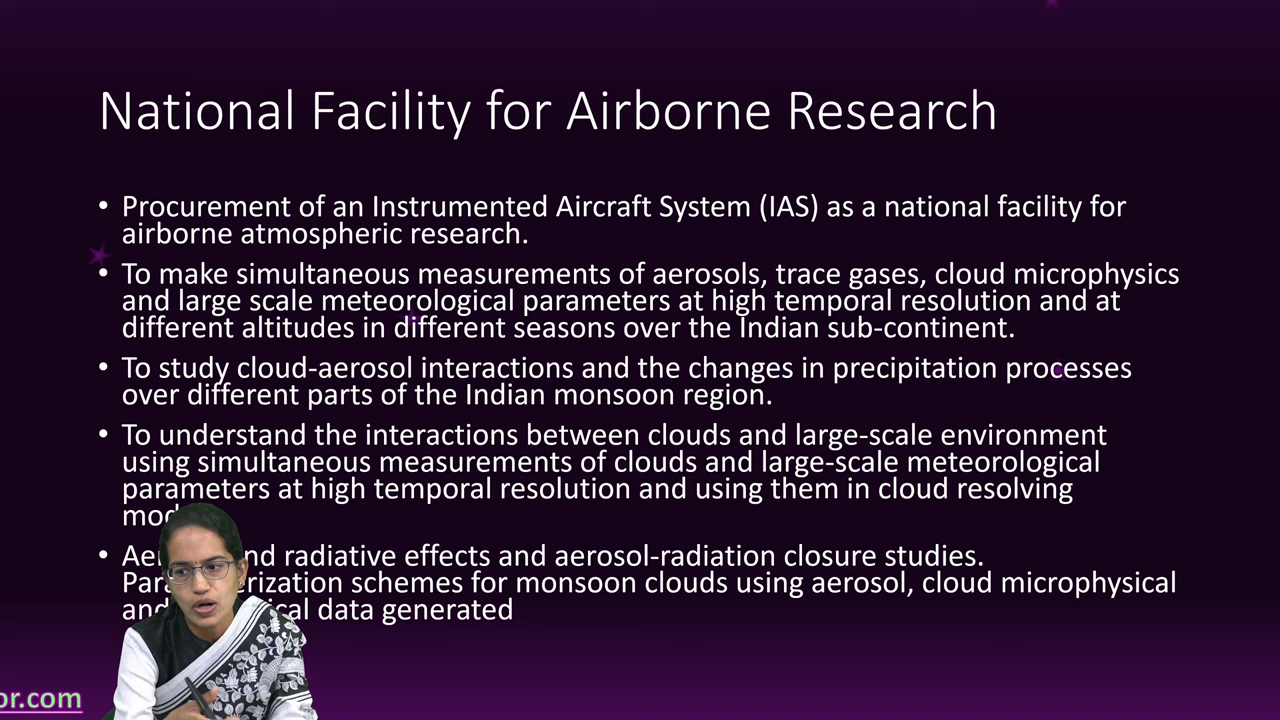 National Facility for Airborne Research
• Procurement of an Instrumented Aircraft System (IAS) as a national facility for
airborne atmospheric research.
• To make simultaneous measurements of aerosols, trace gases, cloud microphysics
and large scale meteorological parameters at high temporal resolution and at
different altitudes in different seasons over the Indian sub-continent.
• To study cloud-aerosol interactions and the changes in precipitation processes
over different parts of the Indian monsoon region.
• To understand the interactions between clouds and large-scale environment
using simultaneous measurements of clouds and large-scale meteorological
parameters at high temporal resolution and using them in cloud resolving
• radiative effects and aerosol-radiation closure studies.
schemes for monsoon clouds using aerosol, cloud microphysical
data generated
or.com